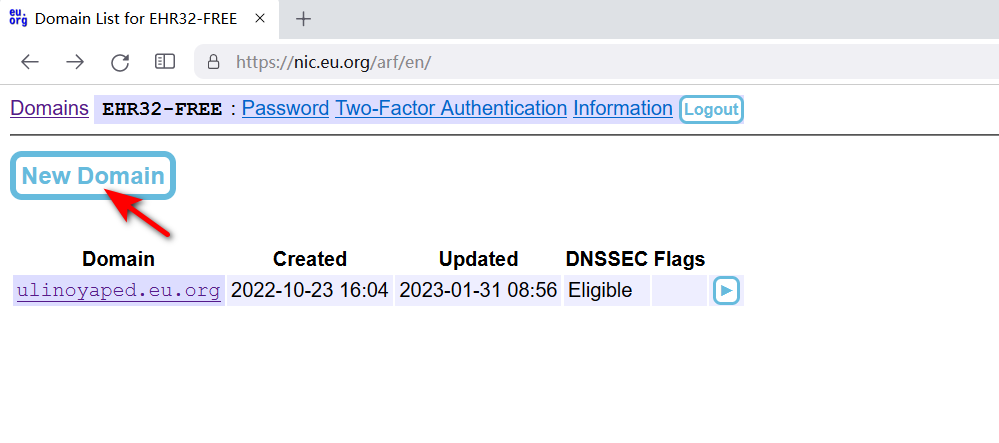 eu.org Domain List for EHR32-FREE
https://nic.eu.org/arf/en/
Domains EHR32-FREE : Password Two-Factor Authentication Information Logout
New Domain
Domain Created Updated DNSSEC Flags
ulinoyaped.eu.org 2022-10-23 16:04 2023-01-31 08:56 Eligible